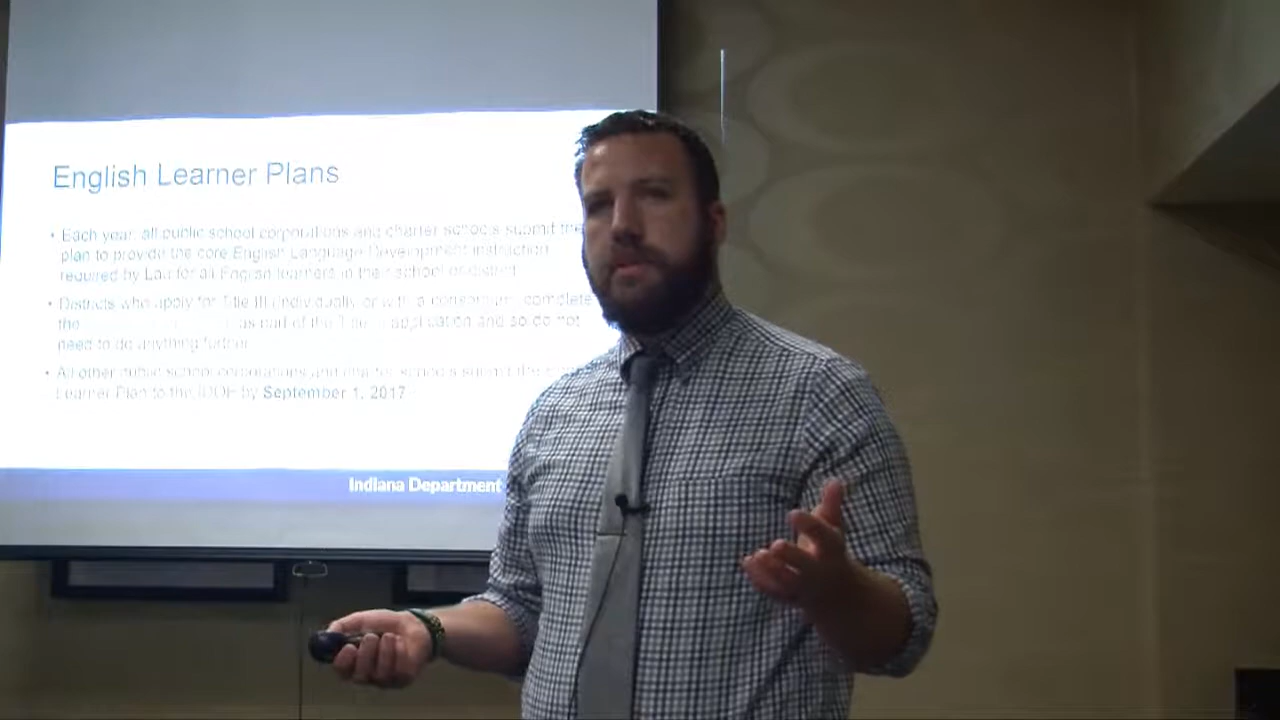 English Learner Plans
• Each year, all public school corporations and charter schools submit the
plan to provide the core English Language Development instruction
required by Lau for all English learners in their school or district
• Districts who apply for Title III (individually or with a consortium) complete
the as part of the Title III application and so do not
need to do anything further
• All other public school corporations and charter schools submit
Learner Plan to the IDOE by September 1, 2017
Indiana Department